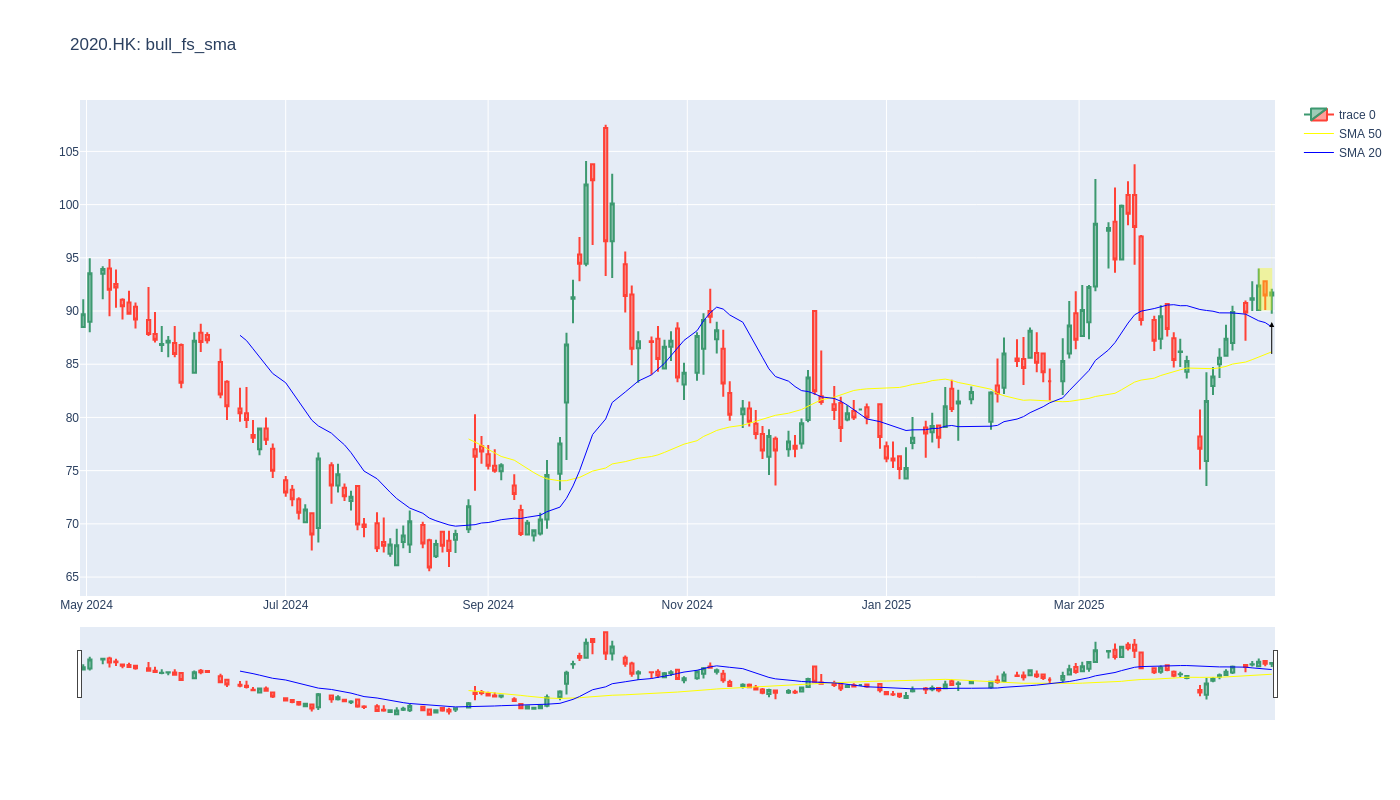 2020.HK: bull_fs_sma
trace 0
SMA 50
SMA 20
105
100
95
90
85
80
75
70
65
May 2024
Jul 2024
Sep 2024
Nov 2024
Jan 2025
Mar 2025